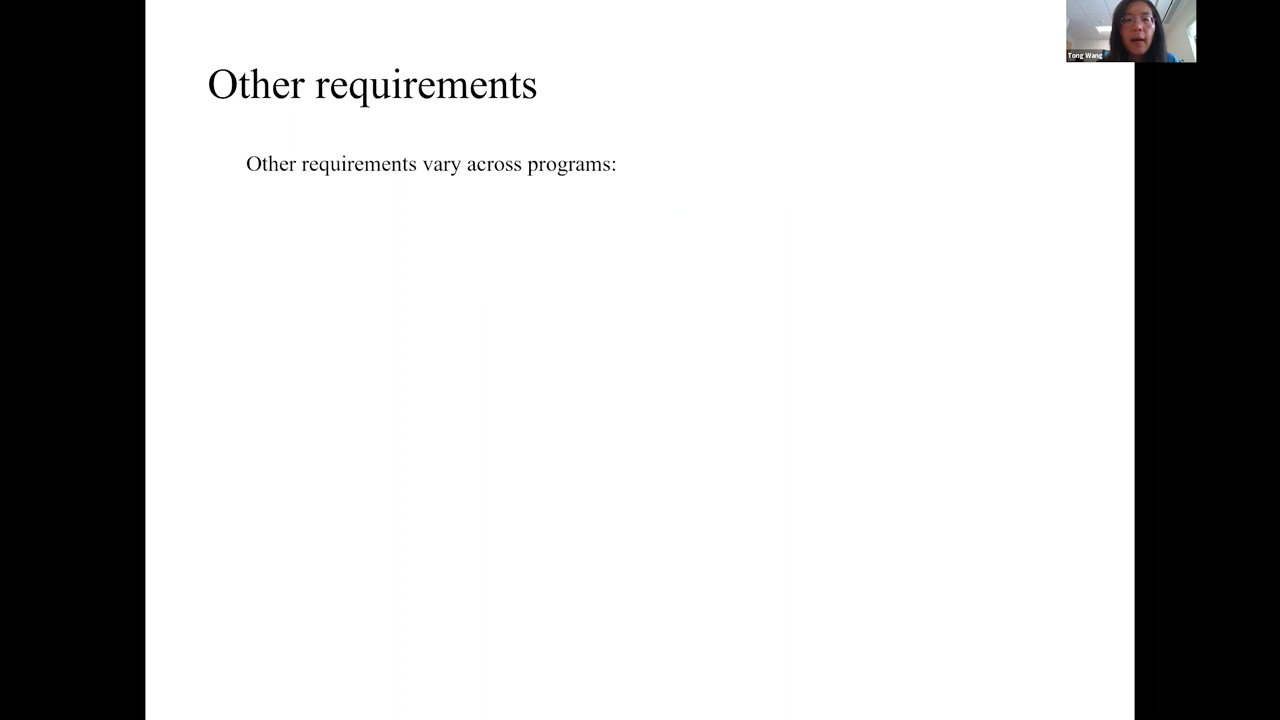 Tong Wang
Other requirements
Other requirements vary across programs: